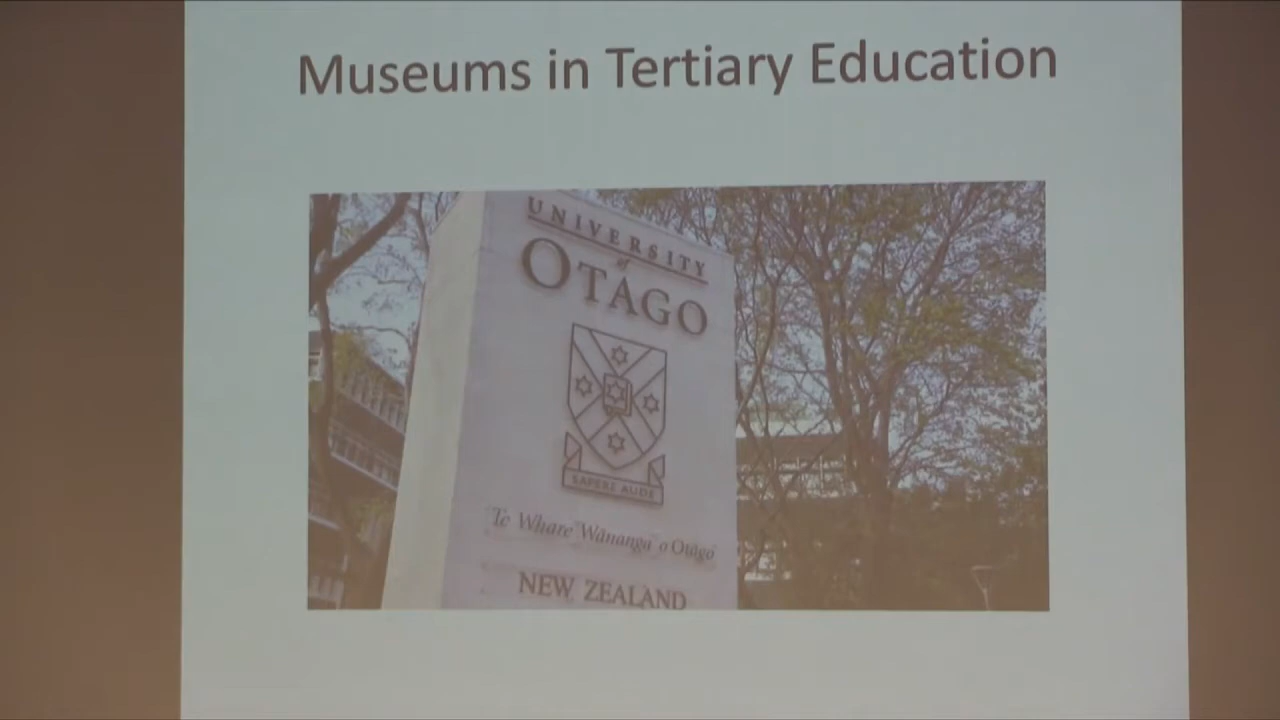 Museums in Tertiary Education
UNIVERSITY
of
OTAGO
SAPERE AUDE
Te Whare Wānanga o Otāgo
NEW ZEALAND